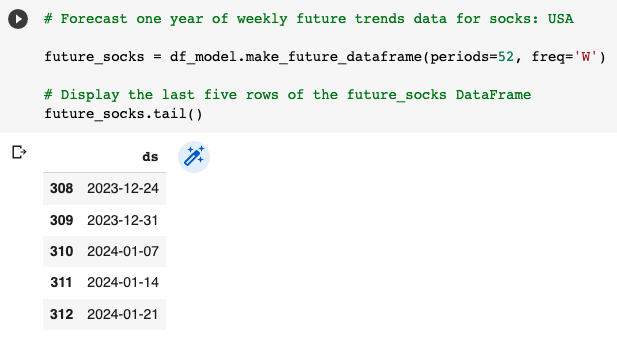 # Forecast one year of weekly future trends data for socks: USA
future_socks = df_model.make_future_dataframe(periods=52, freq='W')
# Display the last five rows of the future_socks DataFrame
future_socks.tail()
ds
308 2023-12-24
309 2023-12-31
310 2024-01-07
311 2024-01-14
312 2024-01-21